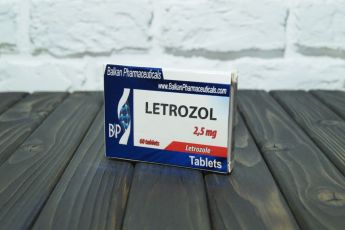 Balkan Pharmaceuticals
www.BalkanPharmaceuticals.com
LETROZOL
2,5 mg
BP
60 tablets
Letrozole
Tablets